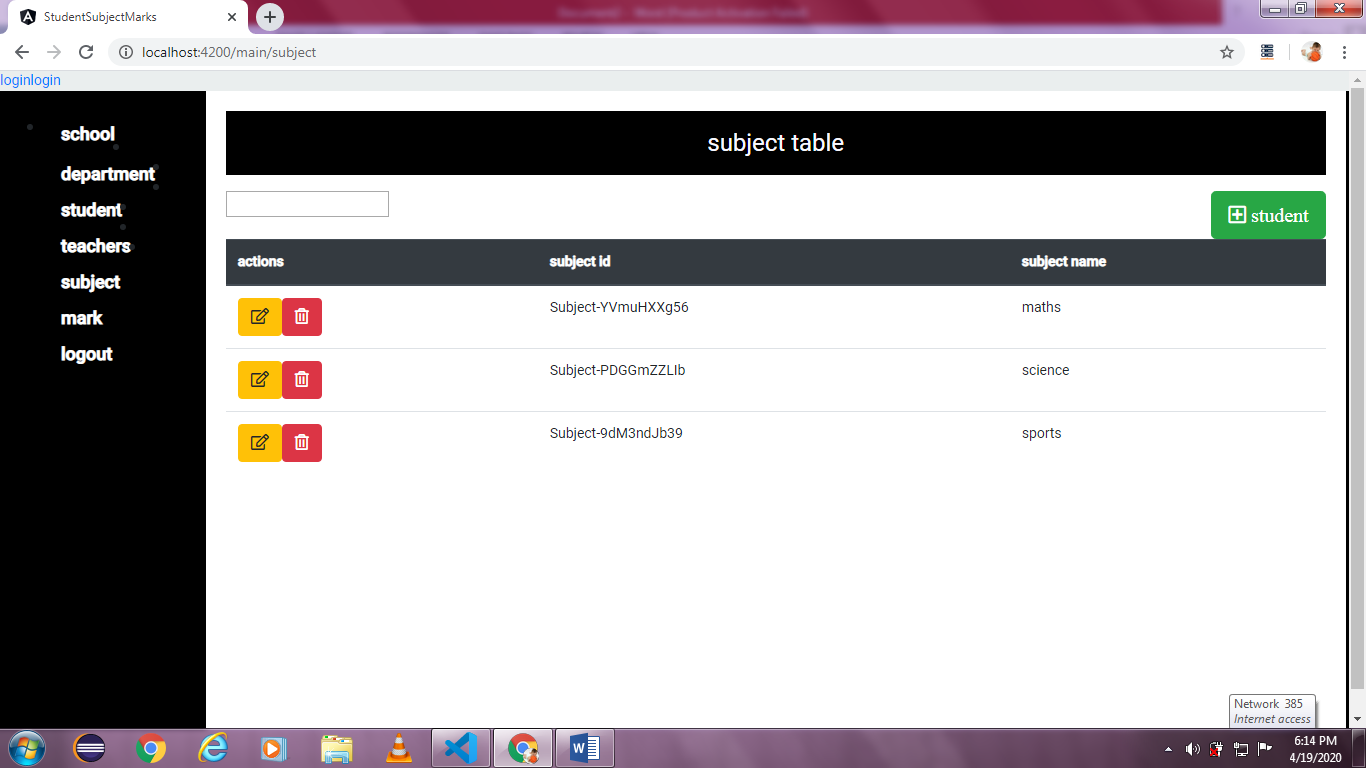 StudentSubjectMarks
localhost:4200/main/subject
loginlogin
school
department
student
teachers
subject
mark
logout
subject table
student
actions subject id subject name
Subject-YVmuHXXg56 maths
Subject-PDGGmZZLIb science
Subject-9dM3ndJb39 sports
Network 385
Internet access
6:14 PM
4/19/2020